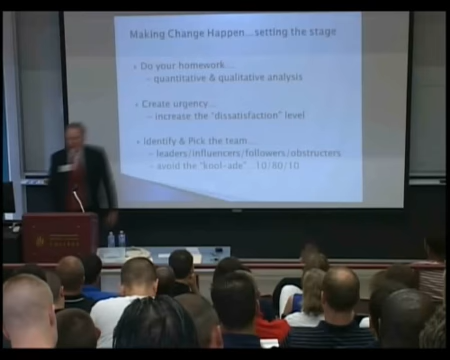 Making Change Happen...setting the stage
• Do your homework...
– quantitative & qualitative analysis
• Create urgency...
– increase the "dissatisfaction" level
• Identify & Pick the team...
– leaders/influencers/followers/obstructers
– avoid the "kool-ade" 10/80/10